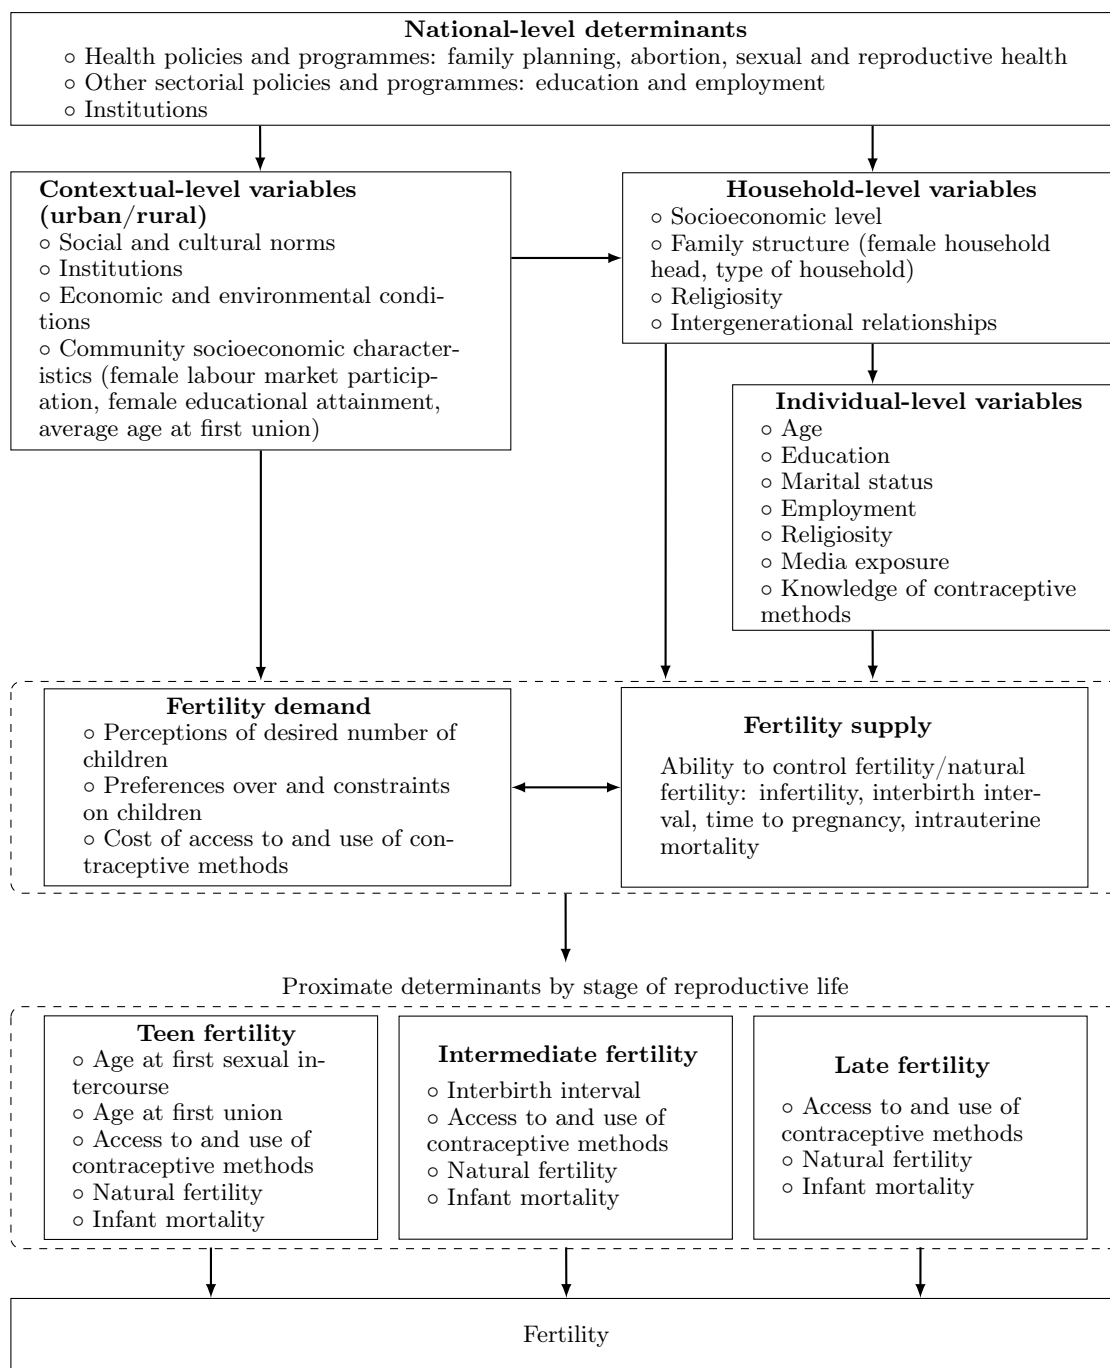 National-level determinants
○ Health policies and programmes: family planning, abortion, sexual and reproductive health
○ Other sectorial policies and programmes: education and employment
○ Institutions
Contextual-level variables
(urban/rural)
○ Social and cultural norms
○ Institutions
○ Economic and environmental condi-
tions
○ Community socioeconomic character-
istics (female labour market particip-
ation, female educational attainment,
average age at first union)
Household-level variables
○ Socioeconomic level
○ Family structure (female household
head, type of household)
○ Religiosity
○ Intergenerational relationships
Individual-level variables
○ Age
○ Education
○ Marital status
○ Employment
○ Religiosity
○ Media exposure
○ Knowledge of contraceptive
methods
Fertility demand
○ Perceptions of desired number of
children
○ Preferences over and constraints
on children
○ Cost of access to and use of con-
traceptive methods
Fertility supply
Ability to control fertility/natural
fertility: infertility, interbirth inter-
val, time to pregnancy, intrauterine
mortality
Proximate determinants by stage of reproductive life
Teen fertility
○ Age at first sexual in-
tercourse
○ Age at first union
○ Access to and use of
contraceptive methods
○ Natural fertility
○ Infant mortality
Intermediate fertility
○ Interbirth interval
○ Access to and use of
contraceptive methods
○ Natural fertility
○ Infant mortality
Late fertility
○ Access to and use of
contraceptive methods
○ Natural fertility
○ Infant mortality
Fertility